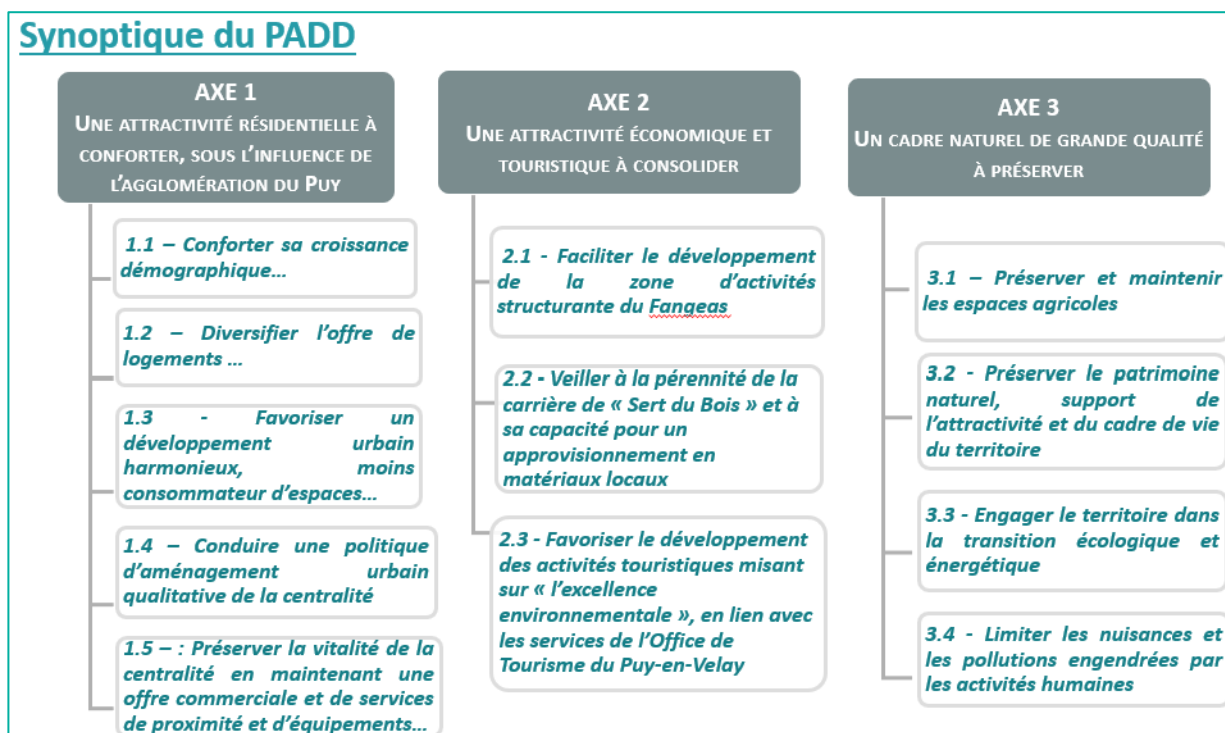 Synoptique du PADD
AXE 1
UNE ATTRACTIVITÉ RÉSIDENTIELLE À
CONFORTER, SOUS L'INFLUENCE DE
L'AGGLOMÉRATION DU PUY
1.1 – Conforter sa croissance
démographique…
1.2 – Diversifier l'offre de
logements …
1.3 - Favoriser un
développement urbain
harmonieux, moins
consommateur d'espaces…
1.4 – Conduire une politique
d'aménagement urbain
qualitative de la centralité
1.5 – : Préserver la vitalité de la
centralité en maintenant une
offre commerciale et de services
de proximité et d'équipements…
AXE 2
UNE ATTRACTIVITÉ ÉCONOMIQUE ET
TOURISTIQUE À CONSOLIDER
2.1 - Faciliter le développement
de la zone d'activités
structurante du Fangeas
2.2 - Veiller à la pérennité de la
carrière de « Sert du Bois » et à
sa capacité pour un
approvisionnement en
matériaux locaux
2.3 - Favoriser le développement
des activités touristiques misant
sur « l'excellence
environnementale », en lien avec
les services de l'Office de
Tourisme du Puy-en-Velay
AXE 3
UN CADRE NATUREL DE GRANDE QUALITÉ
À PRÉSERVER
3.1 – Préserver et maintenir
les espaces agricoles
3.2 - Préserver le patrimoine
naturel, support de
l'attractivité et du cadre de vie
du territoire
3.3 - Engager le territoire dans
la transition écologique et
énergétique
3.4 - Limiter les nuisances et
les pollutions engendrées par
les activités humaines